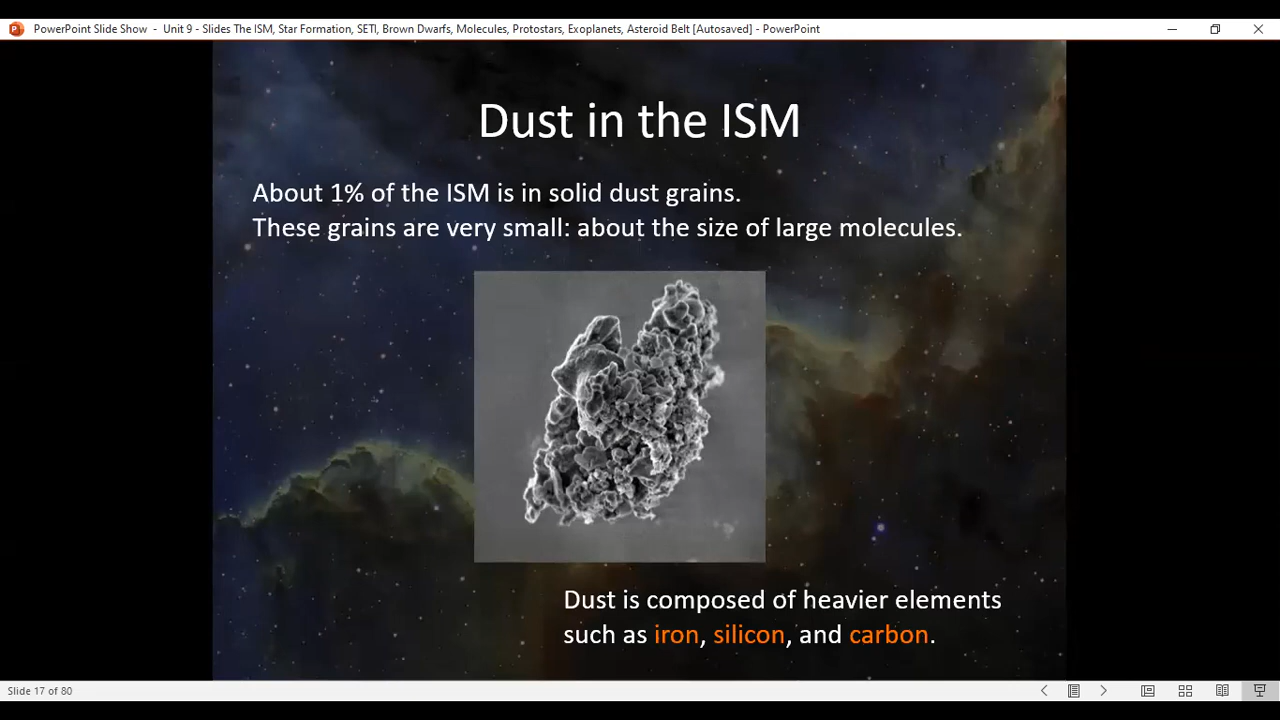 PowerPoint Slide Show - Unit 9 - Slides The ISM, Star Formation, SETI, Brown Dwarfs, Molecules, Protostars, Exoplanets, Asteroid Belt [Autosaved] - PowerPoint
Dust in the ISM
About 1% of the ISM is in solid dust grains.
These grains are very small: about the size of large molecules.
Dust is composed of heavier elements
such as iron, silicon, and carbon.
Slide 17 of 80